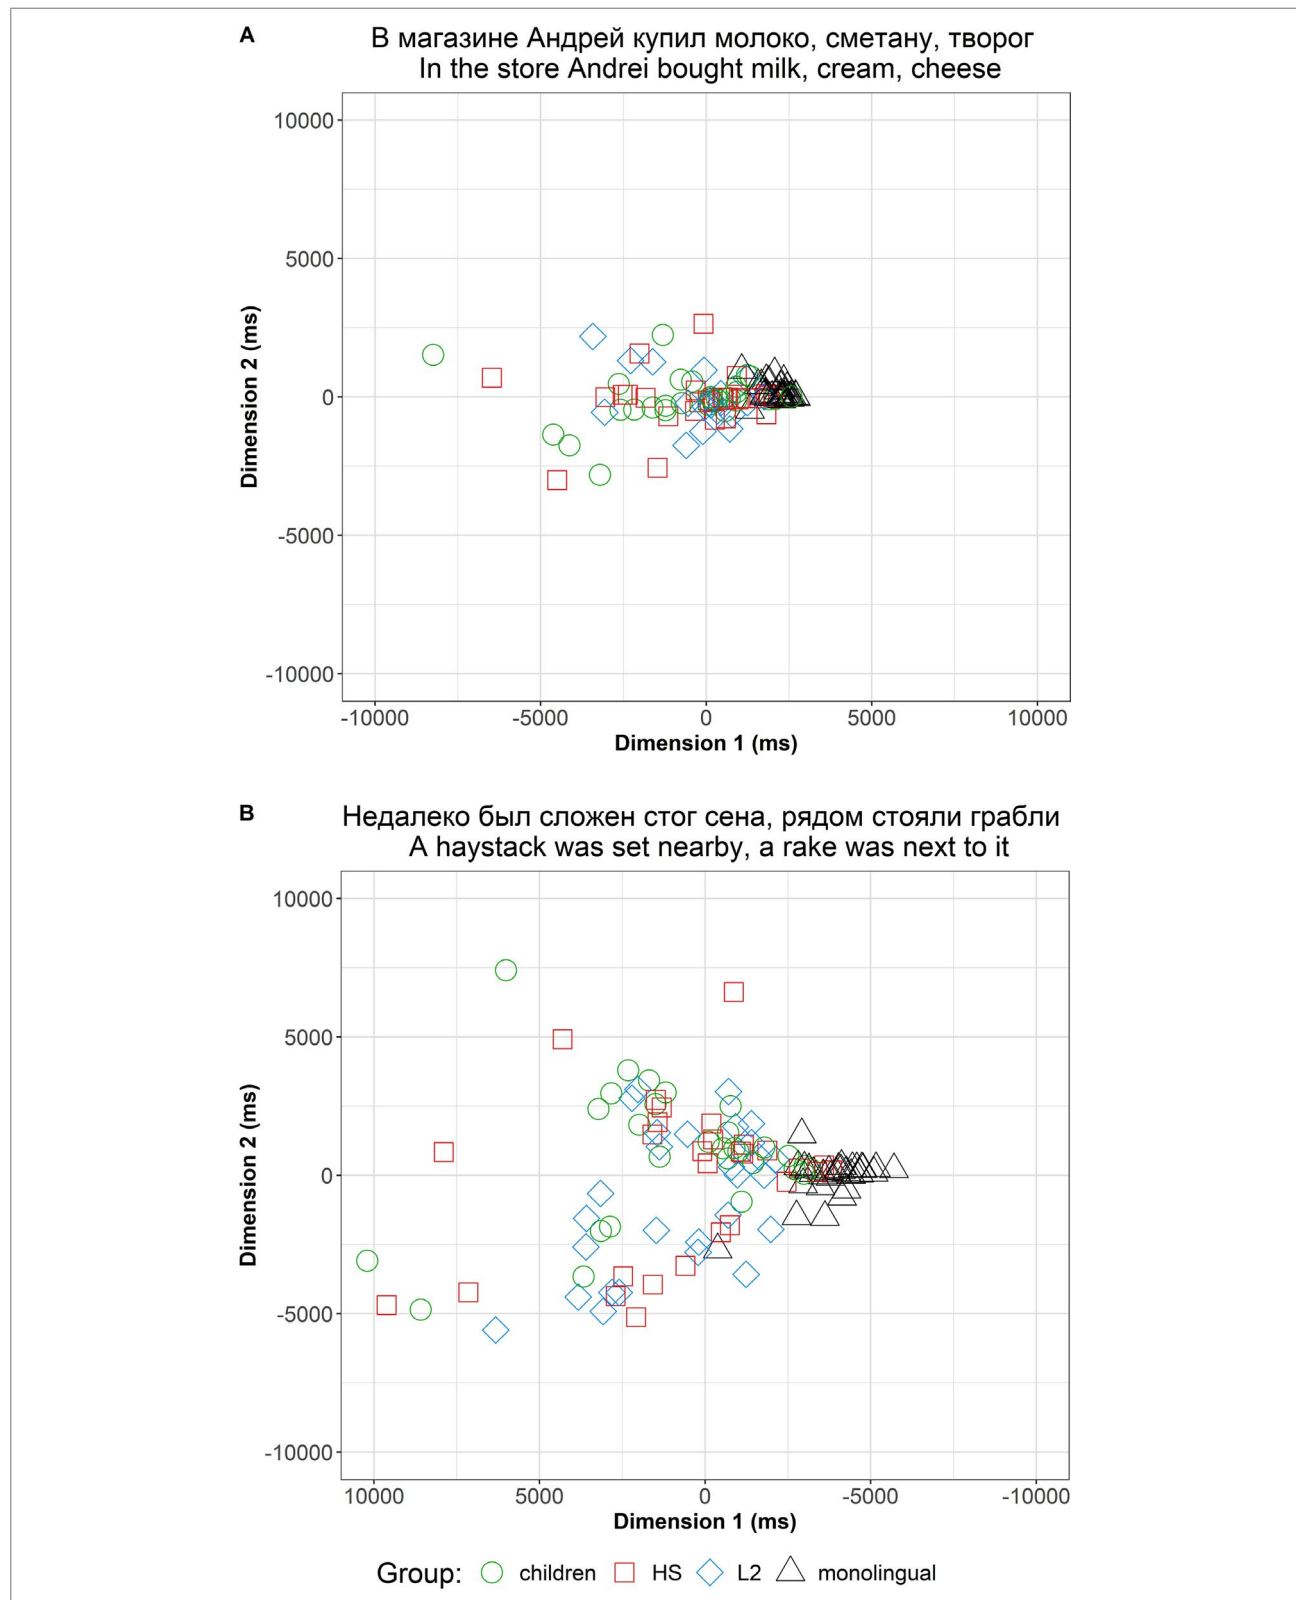 A
В магазине Андрей купил молоко, сметану, творог
In the store Andrei bought milk, cream, cheese
10000
5000
0
-5000
-10000
Dimension 2 (ms)
-10000 -5000 0 5000 10000
Dimension 1 (ms)
B
Недалеко был сложен стог сена, рядом стояли грабли
A haystack was set nearby, a rake was next to it
10000
5000
0
-5000
-10000
Dimension 2 (ms)
10000 5000 0 -5000 -10000
Dimension 1 (ms)
Group: children HS L2 monolingual